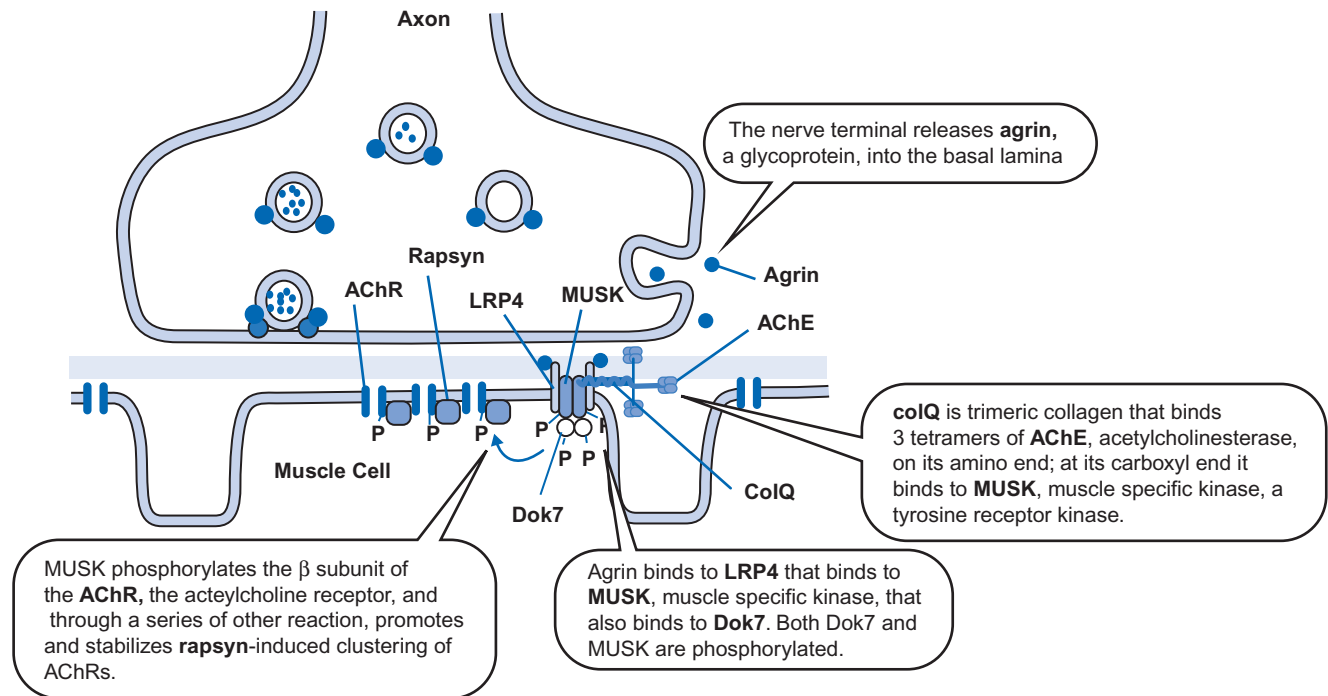 Axon
The nerve terminal releases agrin,
a glycoprotein, into the basal lamina
Rapsyn
AChR
LRP4
MUSK
Agrin
AChE
P
P
P
P
P
P
P
Muscle Cell
Dok7
ColQ
colQ is trimeric collagen that binds
3 tetramers of AChE, acetylcholinesterase,
on its amino end; at its carboxyl end it
binds to MUSK, muscle specific kinase, a
tyrosine receptor kinase.
MUSK phosphorylates the β subunit of
the AChR, the acteylcholine receptor, and
through a series of other reaction, promotes
and stabilizes rapsyn-induced clustering of
AChRs.
Agrin binds to LRP4 that binds to
MUSK, muscle specific kinase, that
also binds to Dok7. Both Dok7 and
MUSK are phosphorylated.